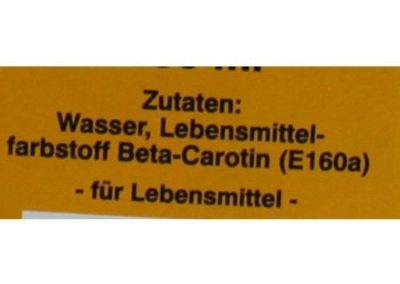 Zutaten:
Wasser, Lebensmittel-
farbstoff Beta-Carotin (E160a)
- für Lebensmittel -